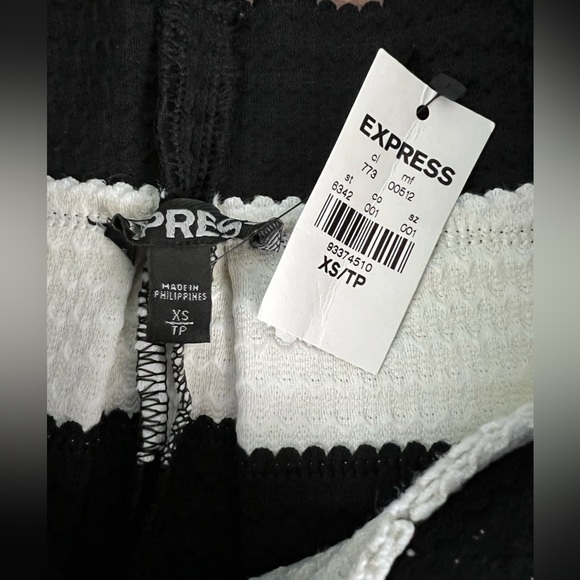 EXPRESS
cl mf
773 00512
st cp sz
6342 001 001
93374510
XS/TP
PRES
MADE IN
PHILIPPINES
XS
TP